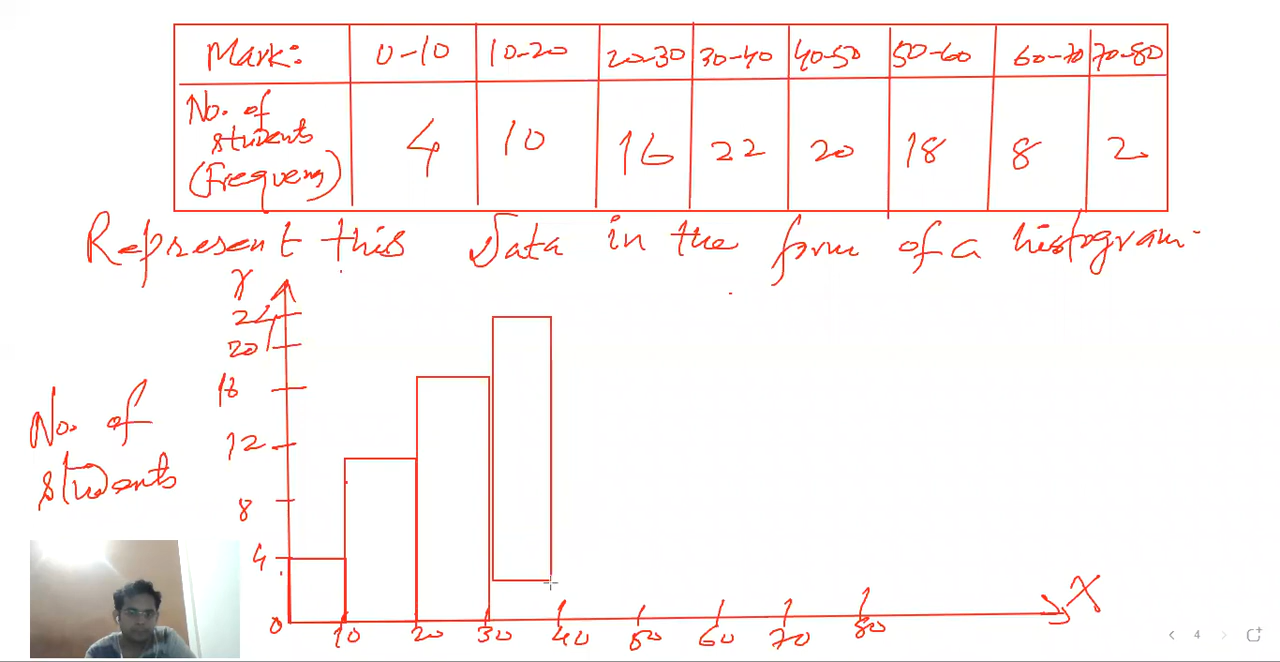 Mark: 0-10 10-20 20-30 30-40 40-50 50-60 60-70 70-80
No. of
students
(Frequency) 4 10 16 22 20 18 8 2
Represent this data in the form of a histogram.
Y
20
12
8
4
No. of
students
0 10 20 30 40 50 60 70 80
X
4